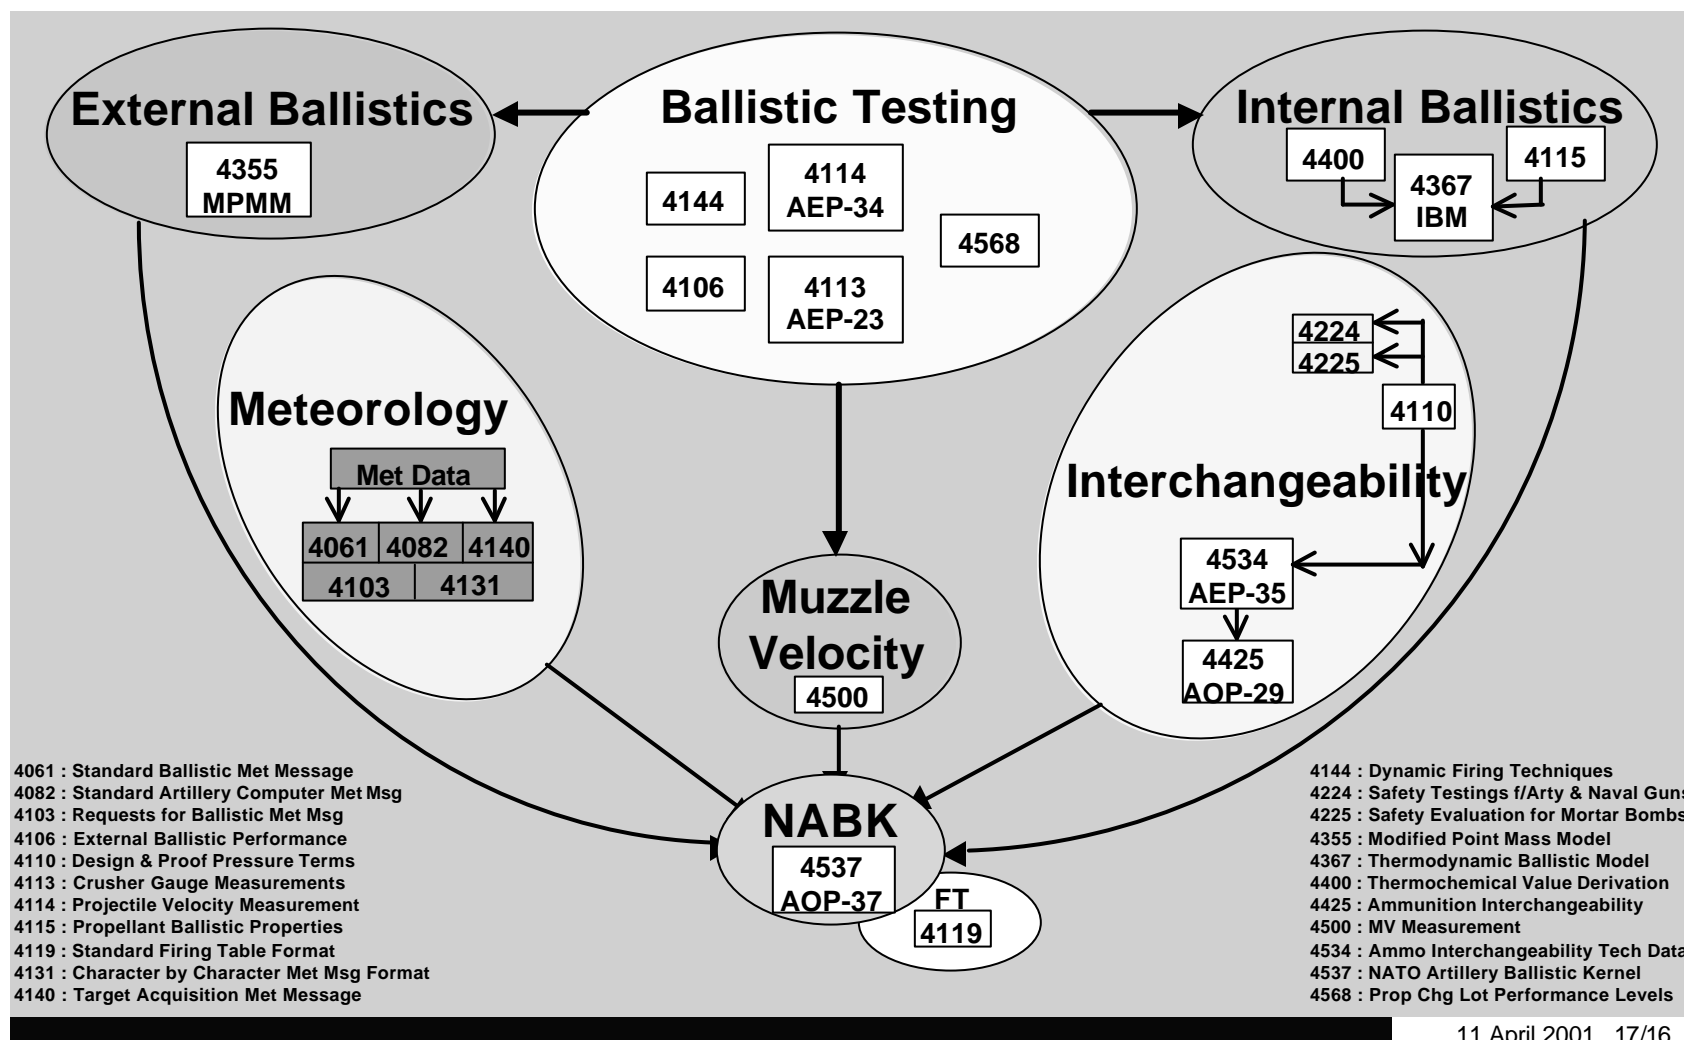 External Ballistics
4355
MPMM
Ballistic Testing
4144
4114
AEP-34
4568
4106
4113
AEP-23
Internal Ballistics
4400
4115
4367
IBM
Meteorology
Met Data
4061 4082 4140
4103 4131
4224
4225
4110
Interchangeability
4534
AEP-35
4425
AOP-29
Muzzle
Velocity
4500
NABK
4537
AOP-37
FT
4119
4061 : Standard Ballistic Met Message
4082 : Standard Artillery Computer Met Msg
4103 : Requests for Ballistic Met Msg
4106 : External Ballistic Performance
4110 : Design & Proof Pressure Terms
4113 : Crusher Gauge Measurements
4114 : Projectile Velocity Measurement
4115 : Propellant Ballistic Properties
4119 : Standard Firing Table Format
4131 : Character by Character Met Msg Format
4140 : Target Acquisition Met Message
4144 : Dynamic Firing Techniques
4224 : Safety Testings f/Arty & Naval Guns
4225 : Safety Evaluation for Mortar Bombs
4355 : Modified Point Mass Model
4367 : Thermodynamic Ballistic Model
4400 : Thermochemical Value Derivation
4425 : Ammunition Interchangeability
4500 : MV Measurement
4534 : Ammo Interchangeability Tech Data
4537 : NATO Artillery Ballistic Kernel
4568 : Prop Chg Lot Performance Levels
11 April 2001 17/16